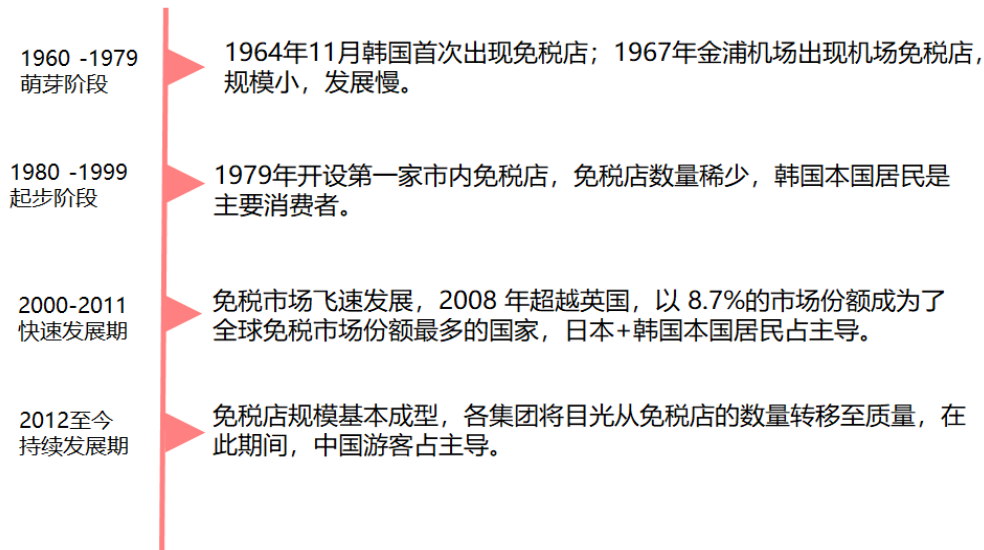 1960 -1979
萌芽阶段
1964年11月韩国首次出现免税店；1967年金浦机场出现机场免税店，
规模小，发展慢。
1980 -1999
起步阶段
1979年开设第一家市内免税店，免税店数量稀少，韩国本国居民是
主要消费者。
2000-2011
快速发展期
免税市场飞速发展，2008 年超越英国，以 8.7%的市场份额成为了
全球免税市场份额最多的国家，日本+韩国本国居民占主导。
2012至今
持续发展期
免税店规模基本成型，各集团将目光从免税店的数量转移至质量，在
此期间，中国游客占主导。